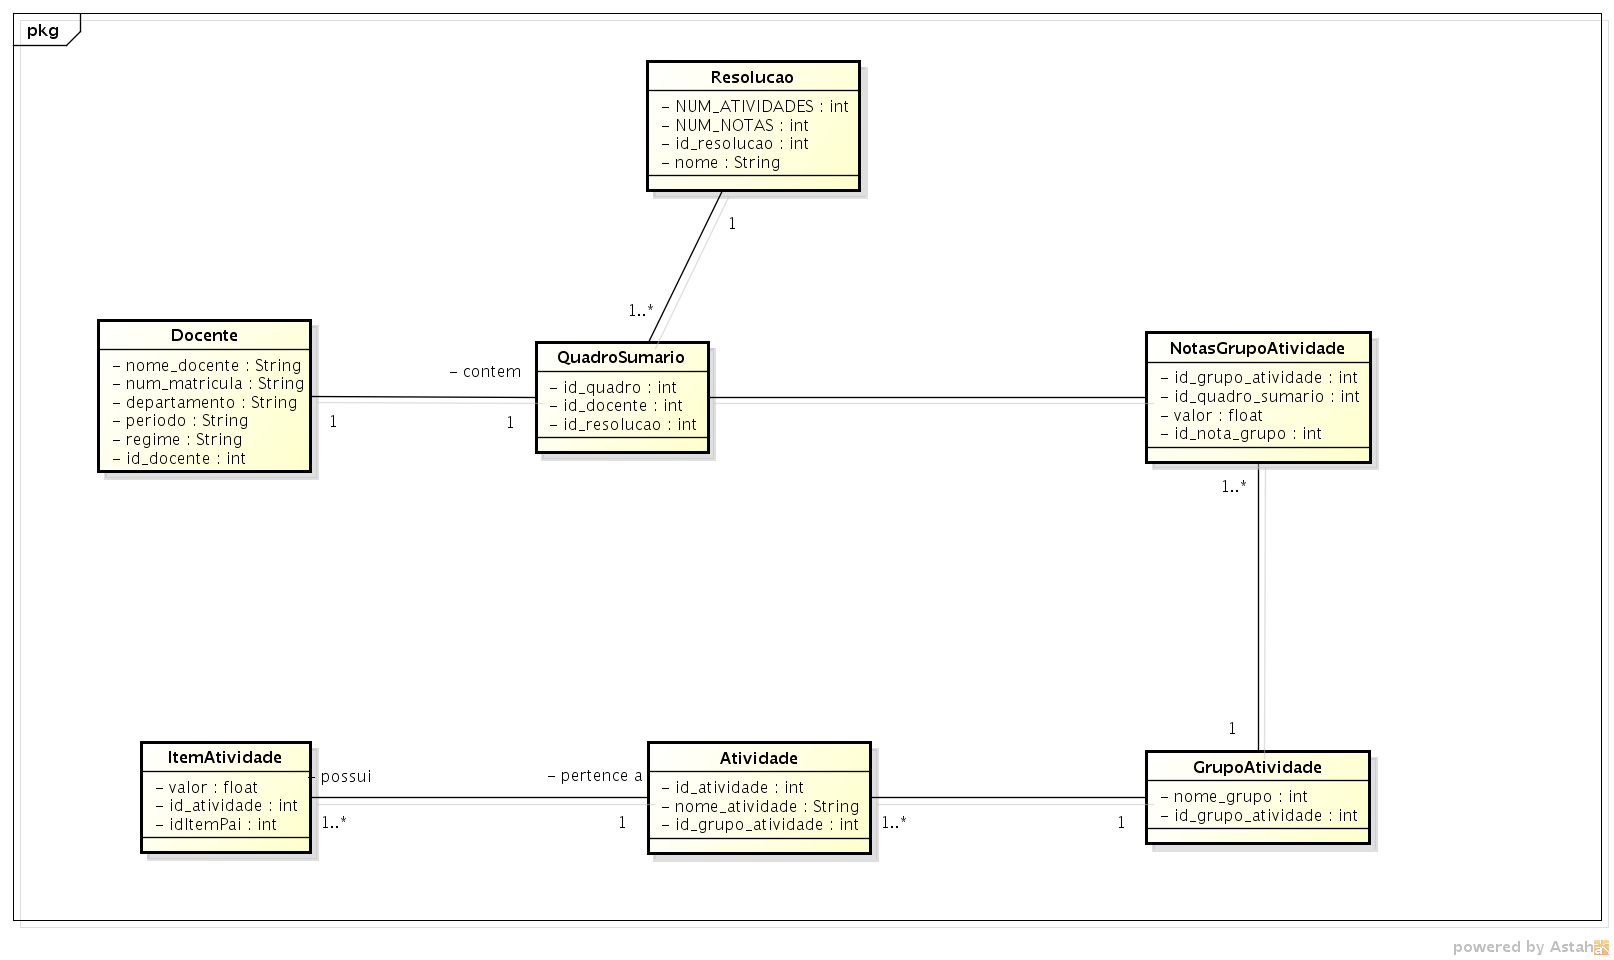 pkg
Resolucao
- NUM_ATIVIDADES : int
- NUM_NOTAS : int
- id_resolucao : int
- nome : String
1
1..*
Docente
- nome_docente : String
- num_matricula : String
- departamento : String
- periodo : String
- regime : String
- id_docente : int
- contem
1
1
QuadroSumario
- id_quadro : int
- id_docente : int
- id_resolucao : int
NotasGrupoAtividade
- id_grupo_atividade : int
- id_quadro_sumario : int
- valor : float
- id_nota_grupo : int
1..*
1
ItemAtividade
- valor : float
- id_atividade : int
- idItemPai : int
- possui
1..*
- pertence a
1
Atividade
- id_atividade : int
- nome_atividade : String
- id_grupo_atividade : int
1..*
1
GrupoAtividade
- nome_grupo : int
- id_grupo_atividade : int
powered by Astah